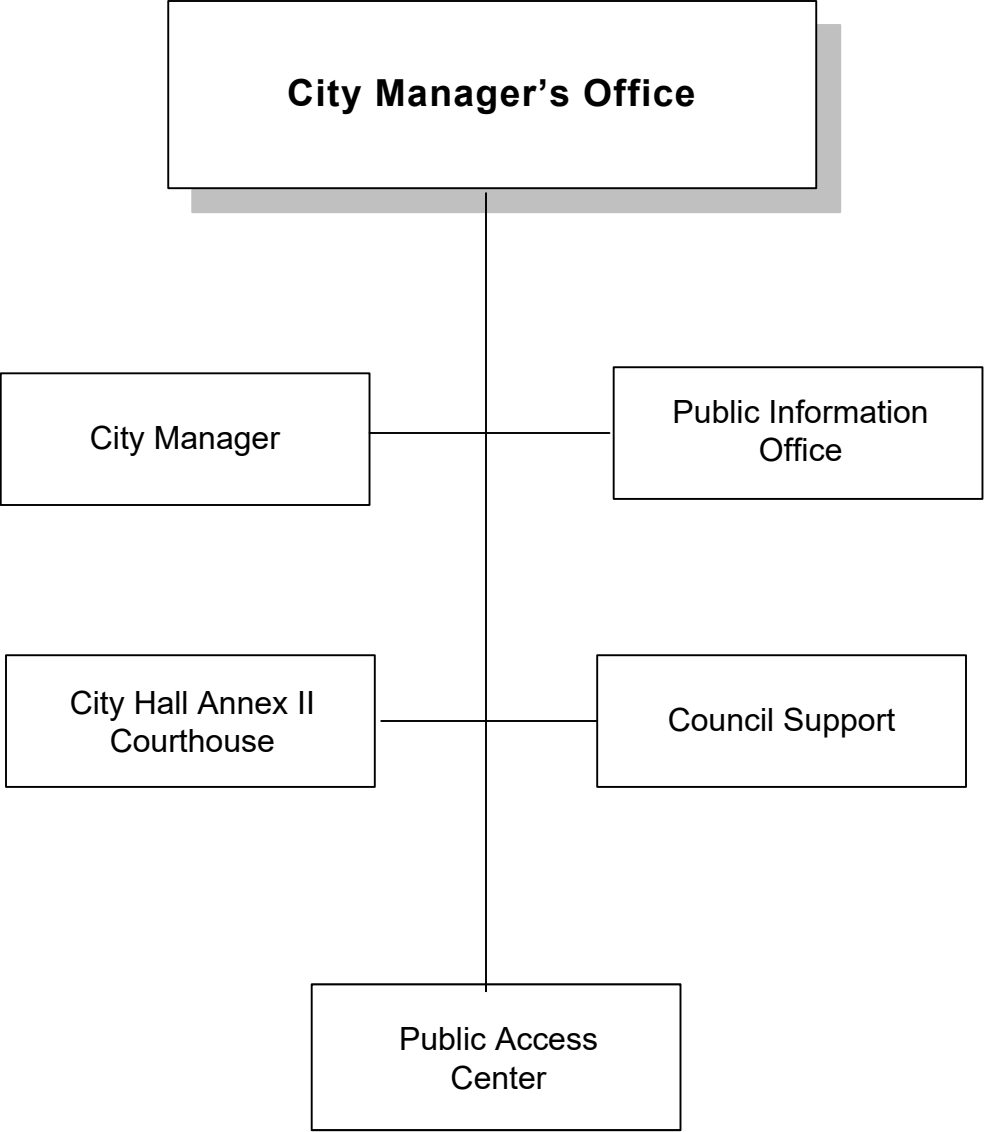 City Manager’s Office
City Manager
Public Information
Office
City Hall Annex II
Courthouse
Council Support
Public Access
Center